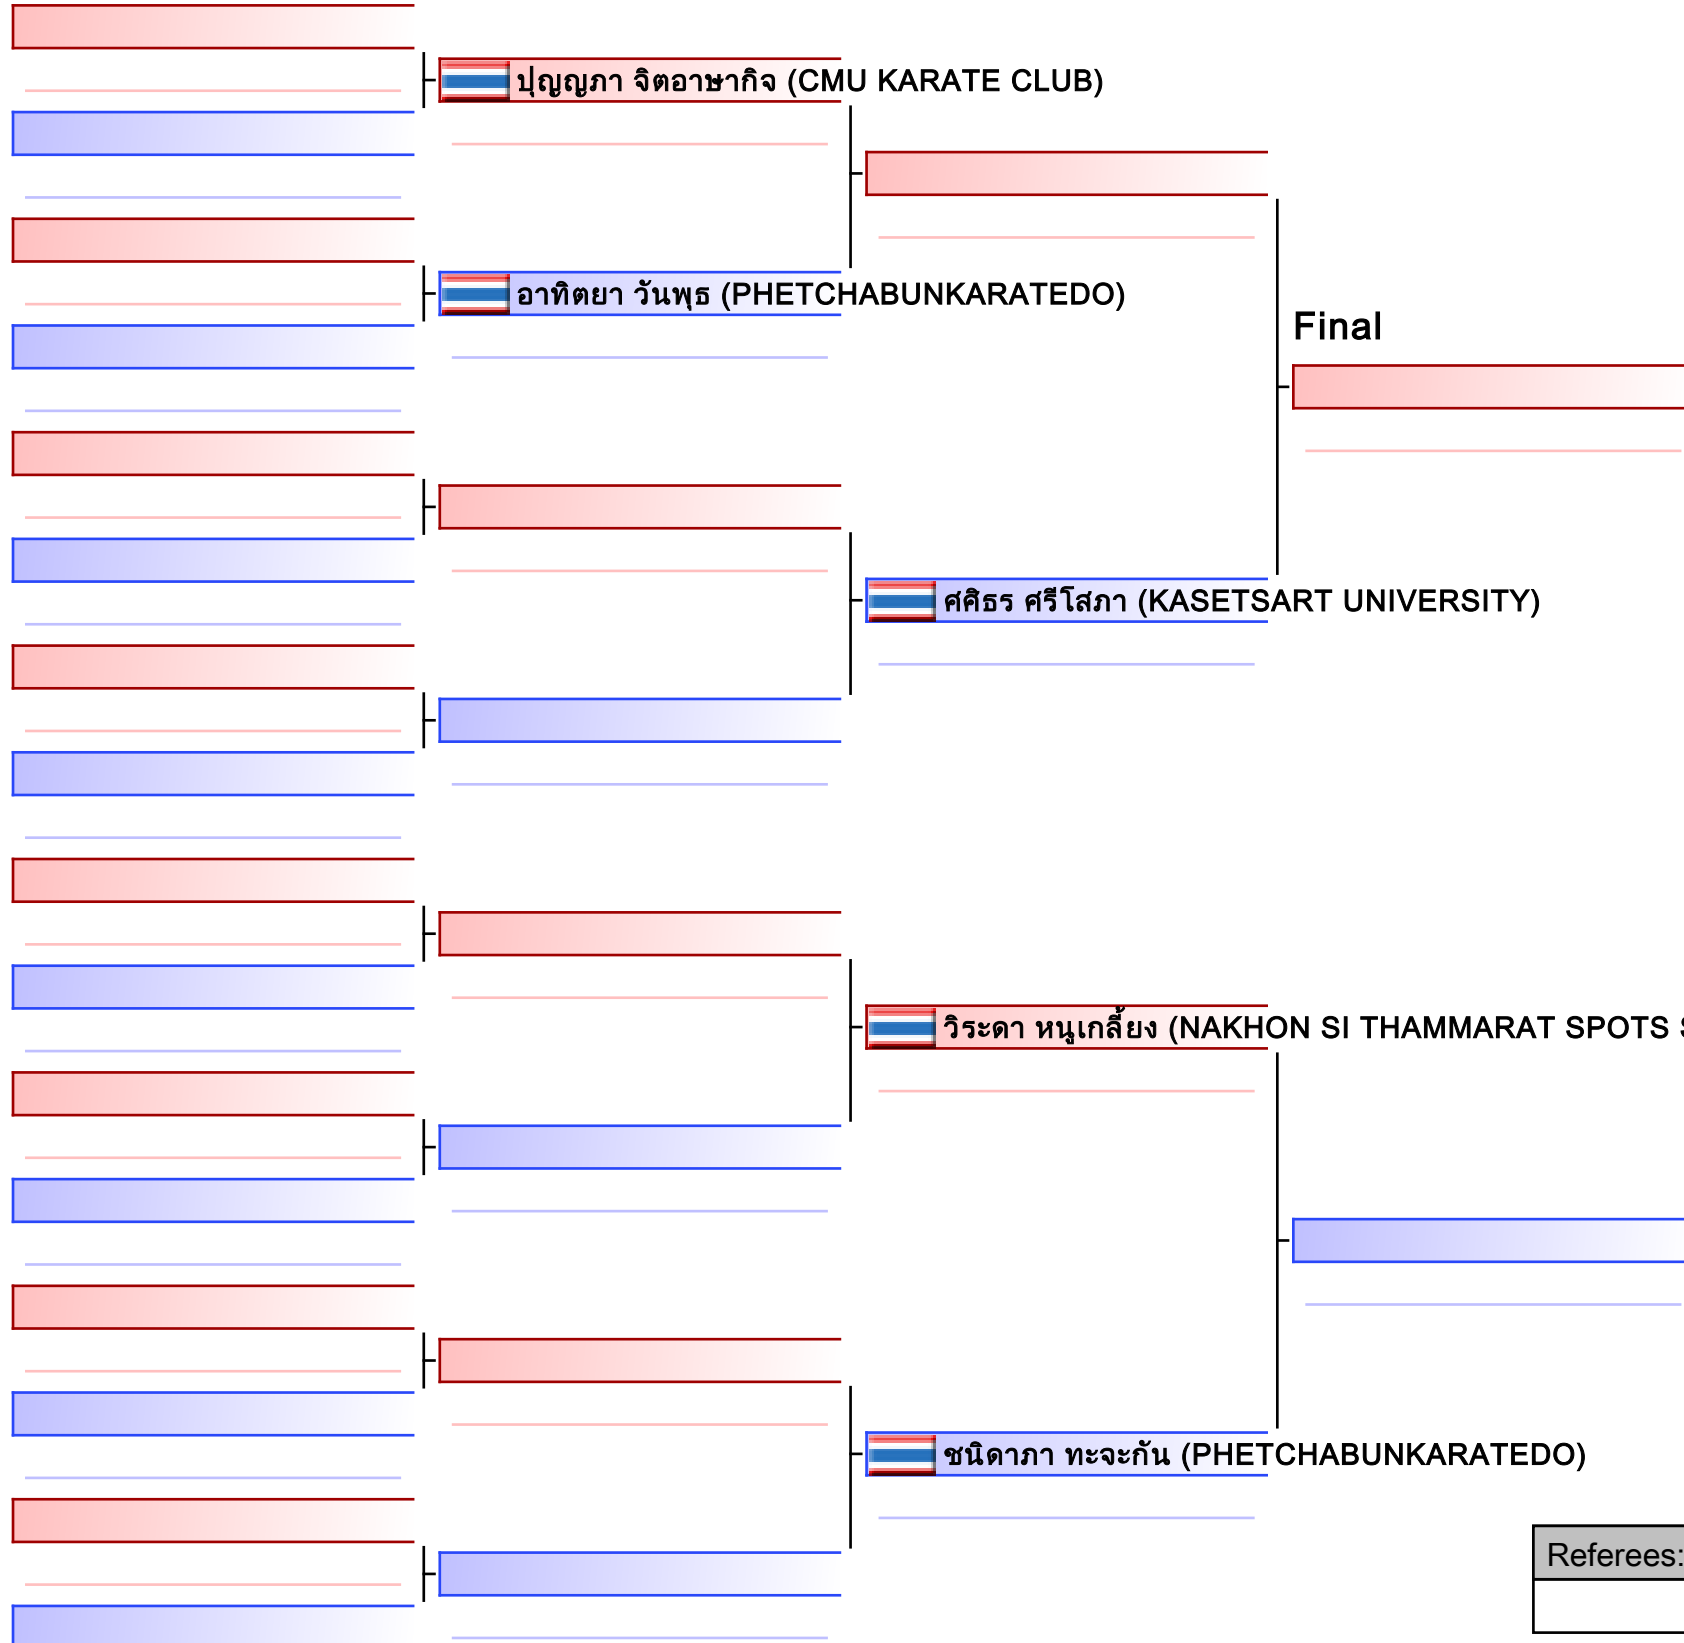 ปุญญภา จิตอาษากิจ (CMU KARATE CLUB)
อาทิตยา วันพุธ (PHETCHABUNKARATEDO)
Final
ศศิธร ศรีโสภา (KASETSART UNIVERSITY)
วิระดา หนูเกลี้ยง (NAKHON SI THAMMARAT SPOTS
ชนิดาภา ทะจะกัน (PHETCHABUNKARATEDO)
Referees: